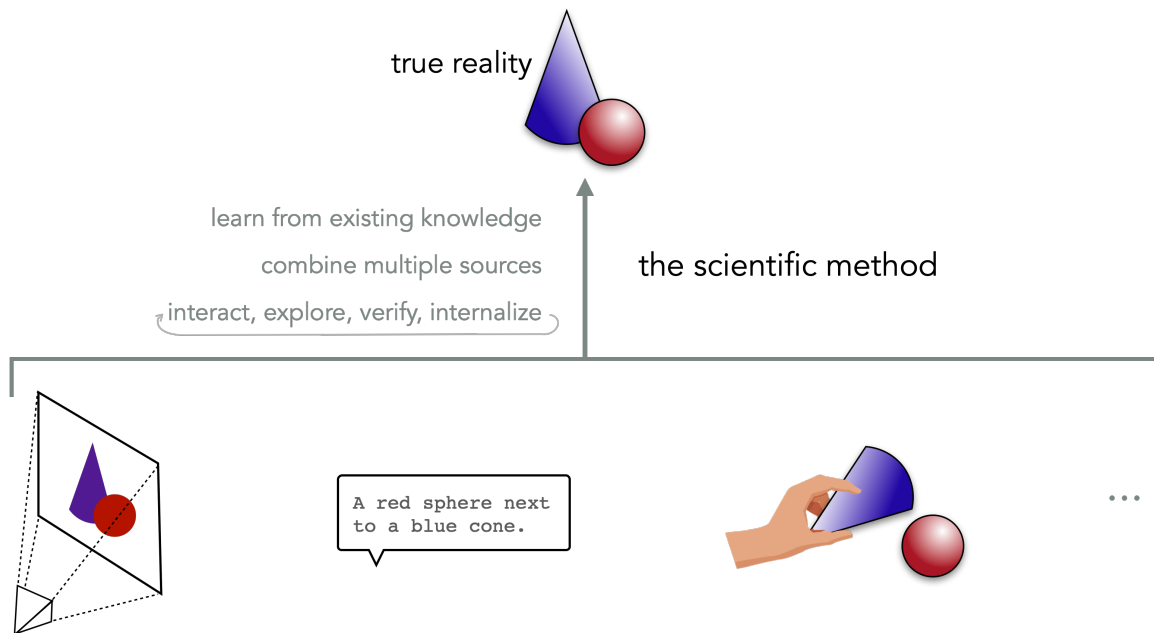 true reality
learn from existing knowledge
combine multiple sources
the scientific method
interact, explore, verify, internalize
A red sphere next
to a blue cone.
...